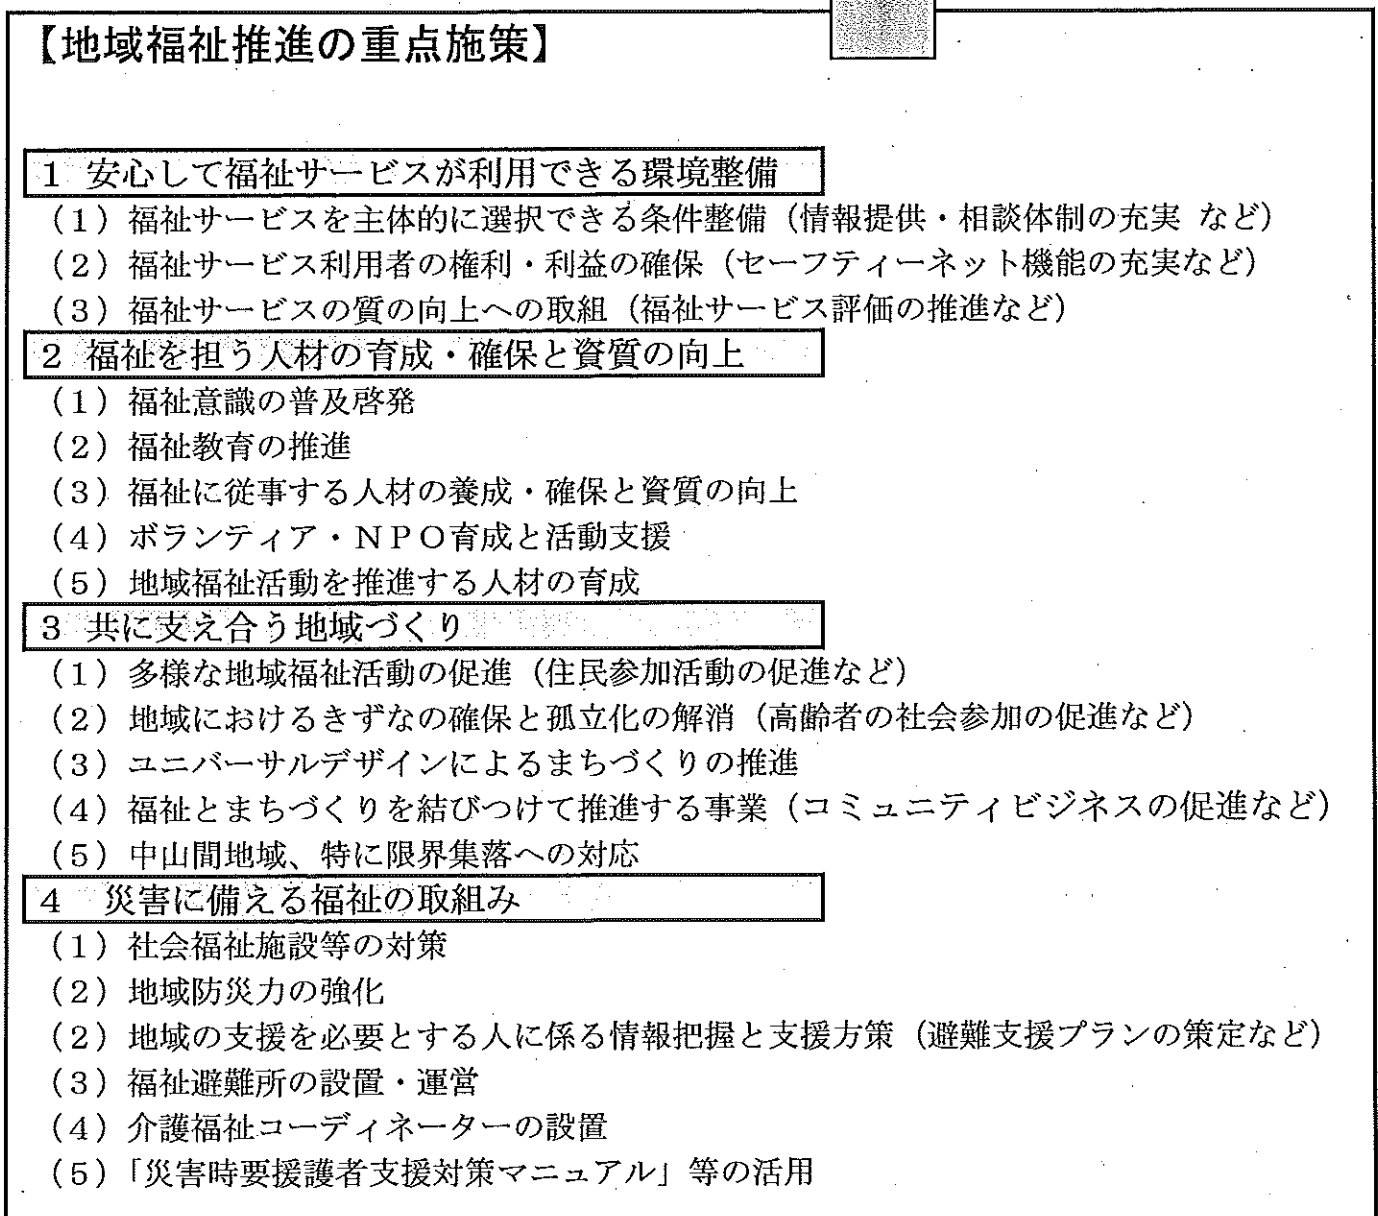 【地域福祉推進の重点施策】
1 安心して福祉サービスが利用できる環境整備
(1)福祉サービスを主体的に選択できる条件整備(情報提供・相談体制の充実 など)
(2)福祉サービス利用者の権利・利益の確保(セーフティーネット機能の充実など)
(3)福祉サービスの質の向上への取組(福祉サービス評価の推進など)
2 福祉を担う人材の育成・確保と資質の向上
(1)福祉意識の普及啓発
(2)福祉教育の推進
(3)福祉に従事する人材の養成・確保と資質の向上
(4)ボランティア・NPO育成と活動支援
(5)地域福祉活動を推進する人材の育成
3 共に支え合う地域づくり
(1)多様な地域福祉活動の促進(住民参加活動の促進など)
(2)地域におけるきずなの確保と孤立化の解消(高齢者の社会参加の促進など)
(3)ユニバーサルデザインによるまちづくりの推進
(4)福祉とまちづくりを結びつけて推進する事業(コミュニティビジネスの促進など)
(5)中山間地域、特に限界集落への対応
4 災害に備える福祉の取組み
(1)社会福祉施設等の対策
(2)地域防災力の強化
(2)地域の支援を必要とする人に係る情報把握と支援方策(避難支援プランの策定など)
(3)福祉避難所の設置・運営
(4)介護福祉コーディネーターの設置
(5)「災害時要援護者支援対策マニュアル」等の活用